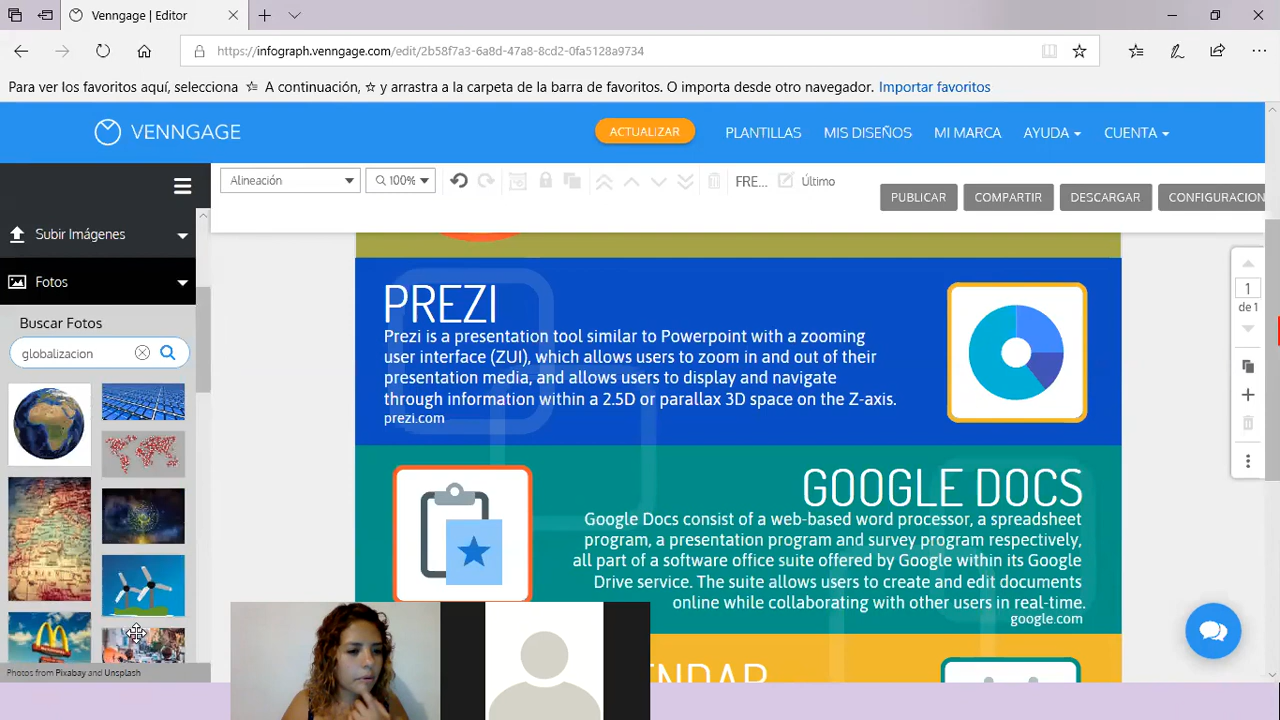 Venngage | Editor
https://infograph.venngage.com/edit/2b58f7a3-6a8d-47a8-8cd2-0fa5128a9734
Para ver los favoritos aquí, selecciona A continuación, y arrastra a la carpeta de la barra de favoritos. O importa desde otro navegador. Importar favoritos
VENNGAGE
ACTUALIZAR
PLANTILLAS
MIS DISEÑOS
MI MARCA
AYUDA
CUENTA
Alineación
100%
FRE...
Último
PUBLICAR
COMPARTIR
DESCARGAR
CONFIGURACION
Subir Imágenes
Fotos
Buscar Fotos
globalizacion
Photos from Pixabay and Unsplash
PREZI
Prezi is a presentation tool similar to Powerpoint with a zooming
user interface (ZUI), which allows users to zoom in and out of their
presentation media, and allows users to display and navigate
through information within a 2.5D or parallax 3D space on the Z-axis.
prezi.com
GOOGLE DOCS
Google Docs consist of a web-based word processor, a spreadsheet
program, a presentation program and survey program respectively,
all part of a software office suite offered by Google within its Google
Drive service. The suite allows users to create and edit documents
online while collaborating with other users in real-time.
google.com
1
de 1